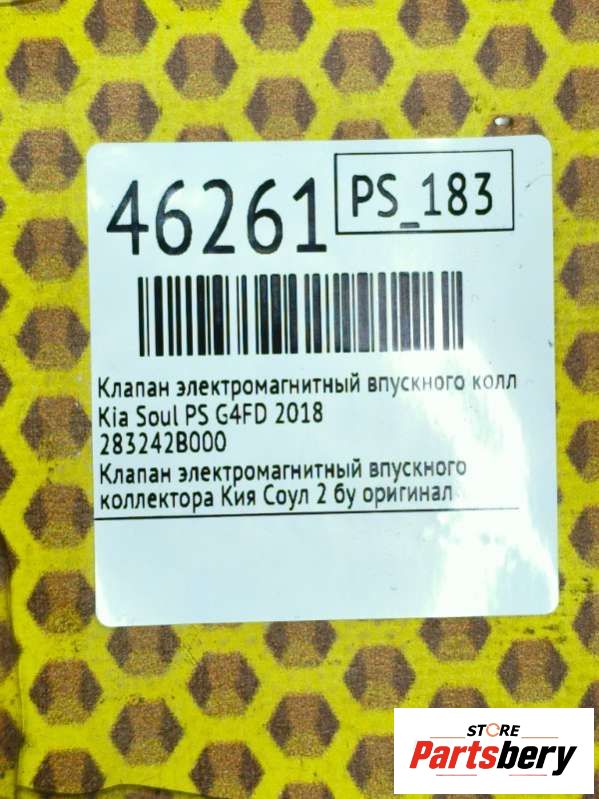 46261
PS_183
Клапан электромагнитный впускного колл
Kia Soul PS G4FD 2018
283242B000
Клапан электромагнитный впускного
коллектора Кия Соул 2 бу оригинал
STORE
Partsbery